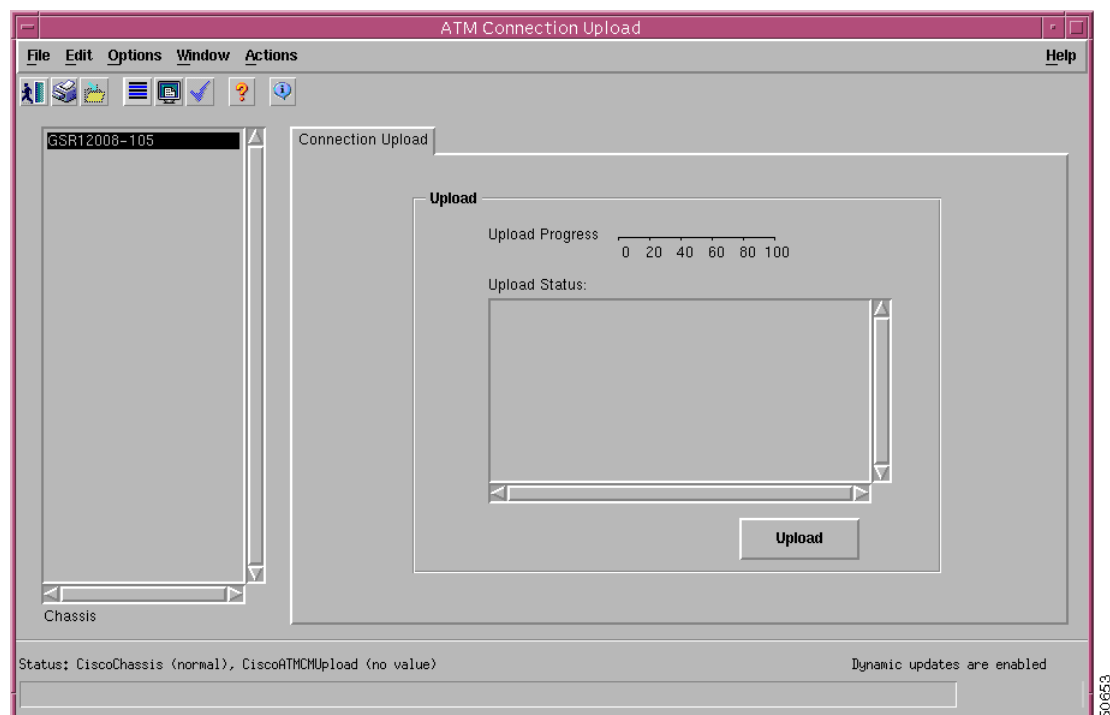 ATM Connection Upload
File Edit Options Window Actions Help
GSR12008-105
Connection Upload
Upload
Upload Progress
0 20 40 60 80 100
Upload Status:
Upload
Chassis
Status: CiscoChassis (normal), CiscoATMCMUpload (no value) Dynamic updates are enabled
50653